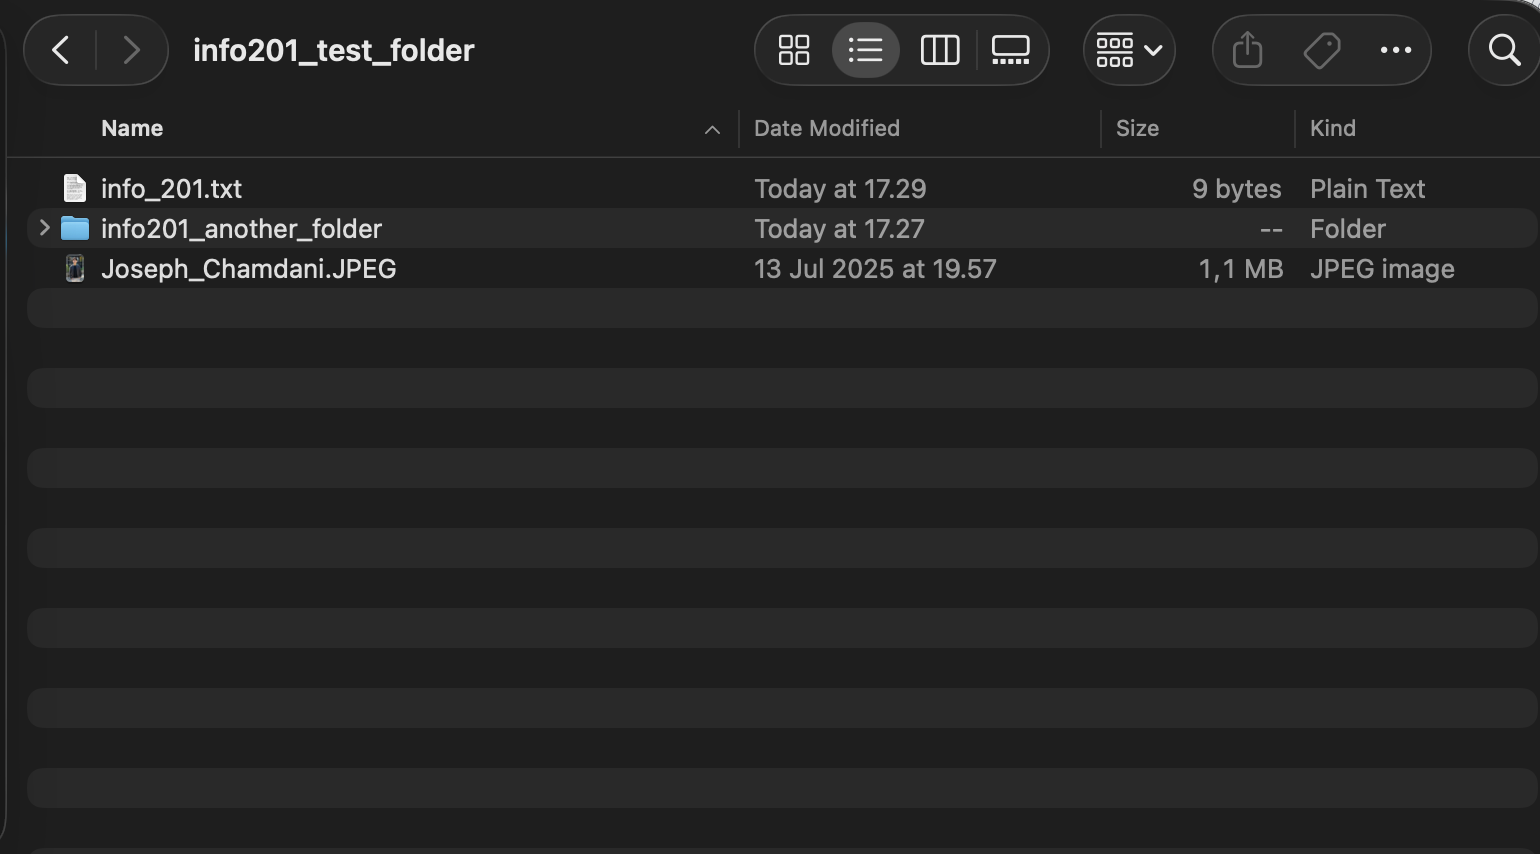 info201_test_folder
Name Date Modified Size Kind
info_201.txt Today at 17.29 9 bytes Plain Text
info201_another_folder Today at 17.27 -- Folder
Joseph_Chamdani.JPEG 13 Jul 2025 at 19.57 1,1 MB JPEG image